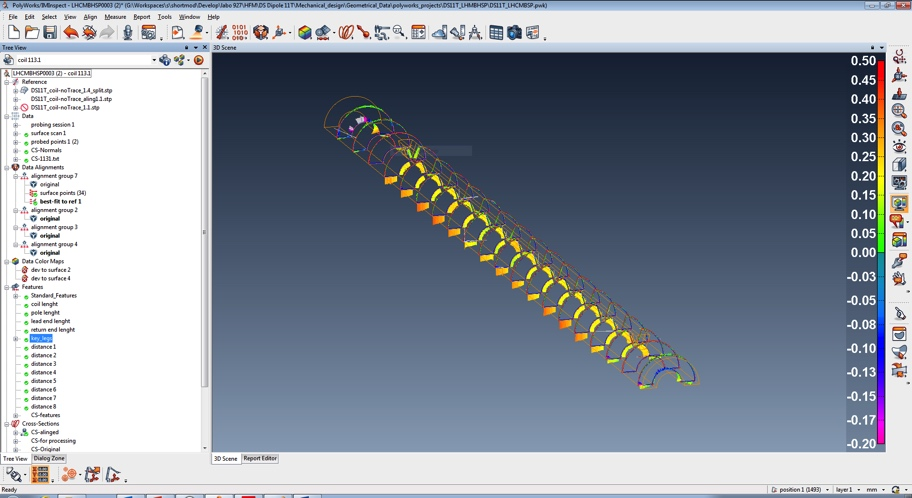 PolyWorks/IMInspect - LHCMBHSP0003 (2)* (G:\Workspaces\s\shortmod\Develop\labo 927\HFM\DS Dipole 11T\Mechanical_design\Geometrical_Data\polyworks_projects\DS11T_LHMBHSP\DS11T_LHCMBSP.pwk)
File Edit Select View Align Measure Report Tools Window Help
Tree View
3D Scene
coil 113.1
LHCMBHSP0003 (2) - coil 113.1
Reference
DS11T_coil-noTrace_1.4_split.stp
DS11T_coil-noTrace_aling1.1.stp
DS11T_coil-noTrace_1.1.stp
Data
probing session 1
surface scan 1
probed points 1 (2)
CS-Normals
CS-1131.txt
Data Alignments
alignment group 7
original
surface points (34)
best-fit to ref 1
alignment group 2
original
alignment group 3
original
alignment group 4
original
Data Color Maps
dev to surface 2
dev to surface 4
Features
Standard_Features
coil lenght
pole lenght
lead end lenght
return end lenght
key_legs
distance 1
distance 2
distance 3
distance 4
distance 5
distance 6
distance 7
distance 8
CS-features
Cross-Sections
CS-alinged
CS-for processing
CS-Original
0.50
0.45
0.40
0.35
0.30
0.25
0.20
0.15
0.10
0.05
0.00
-0.03
-0.05
-0.08
-0.10
-0.13
-0.15
-0.17
-0.20
Tree View Dialog Zone
3D Scene Report Editor
Ready
position 1 (1493) layer 1 mm